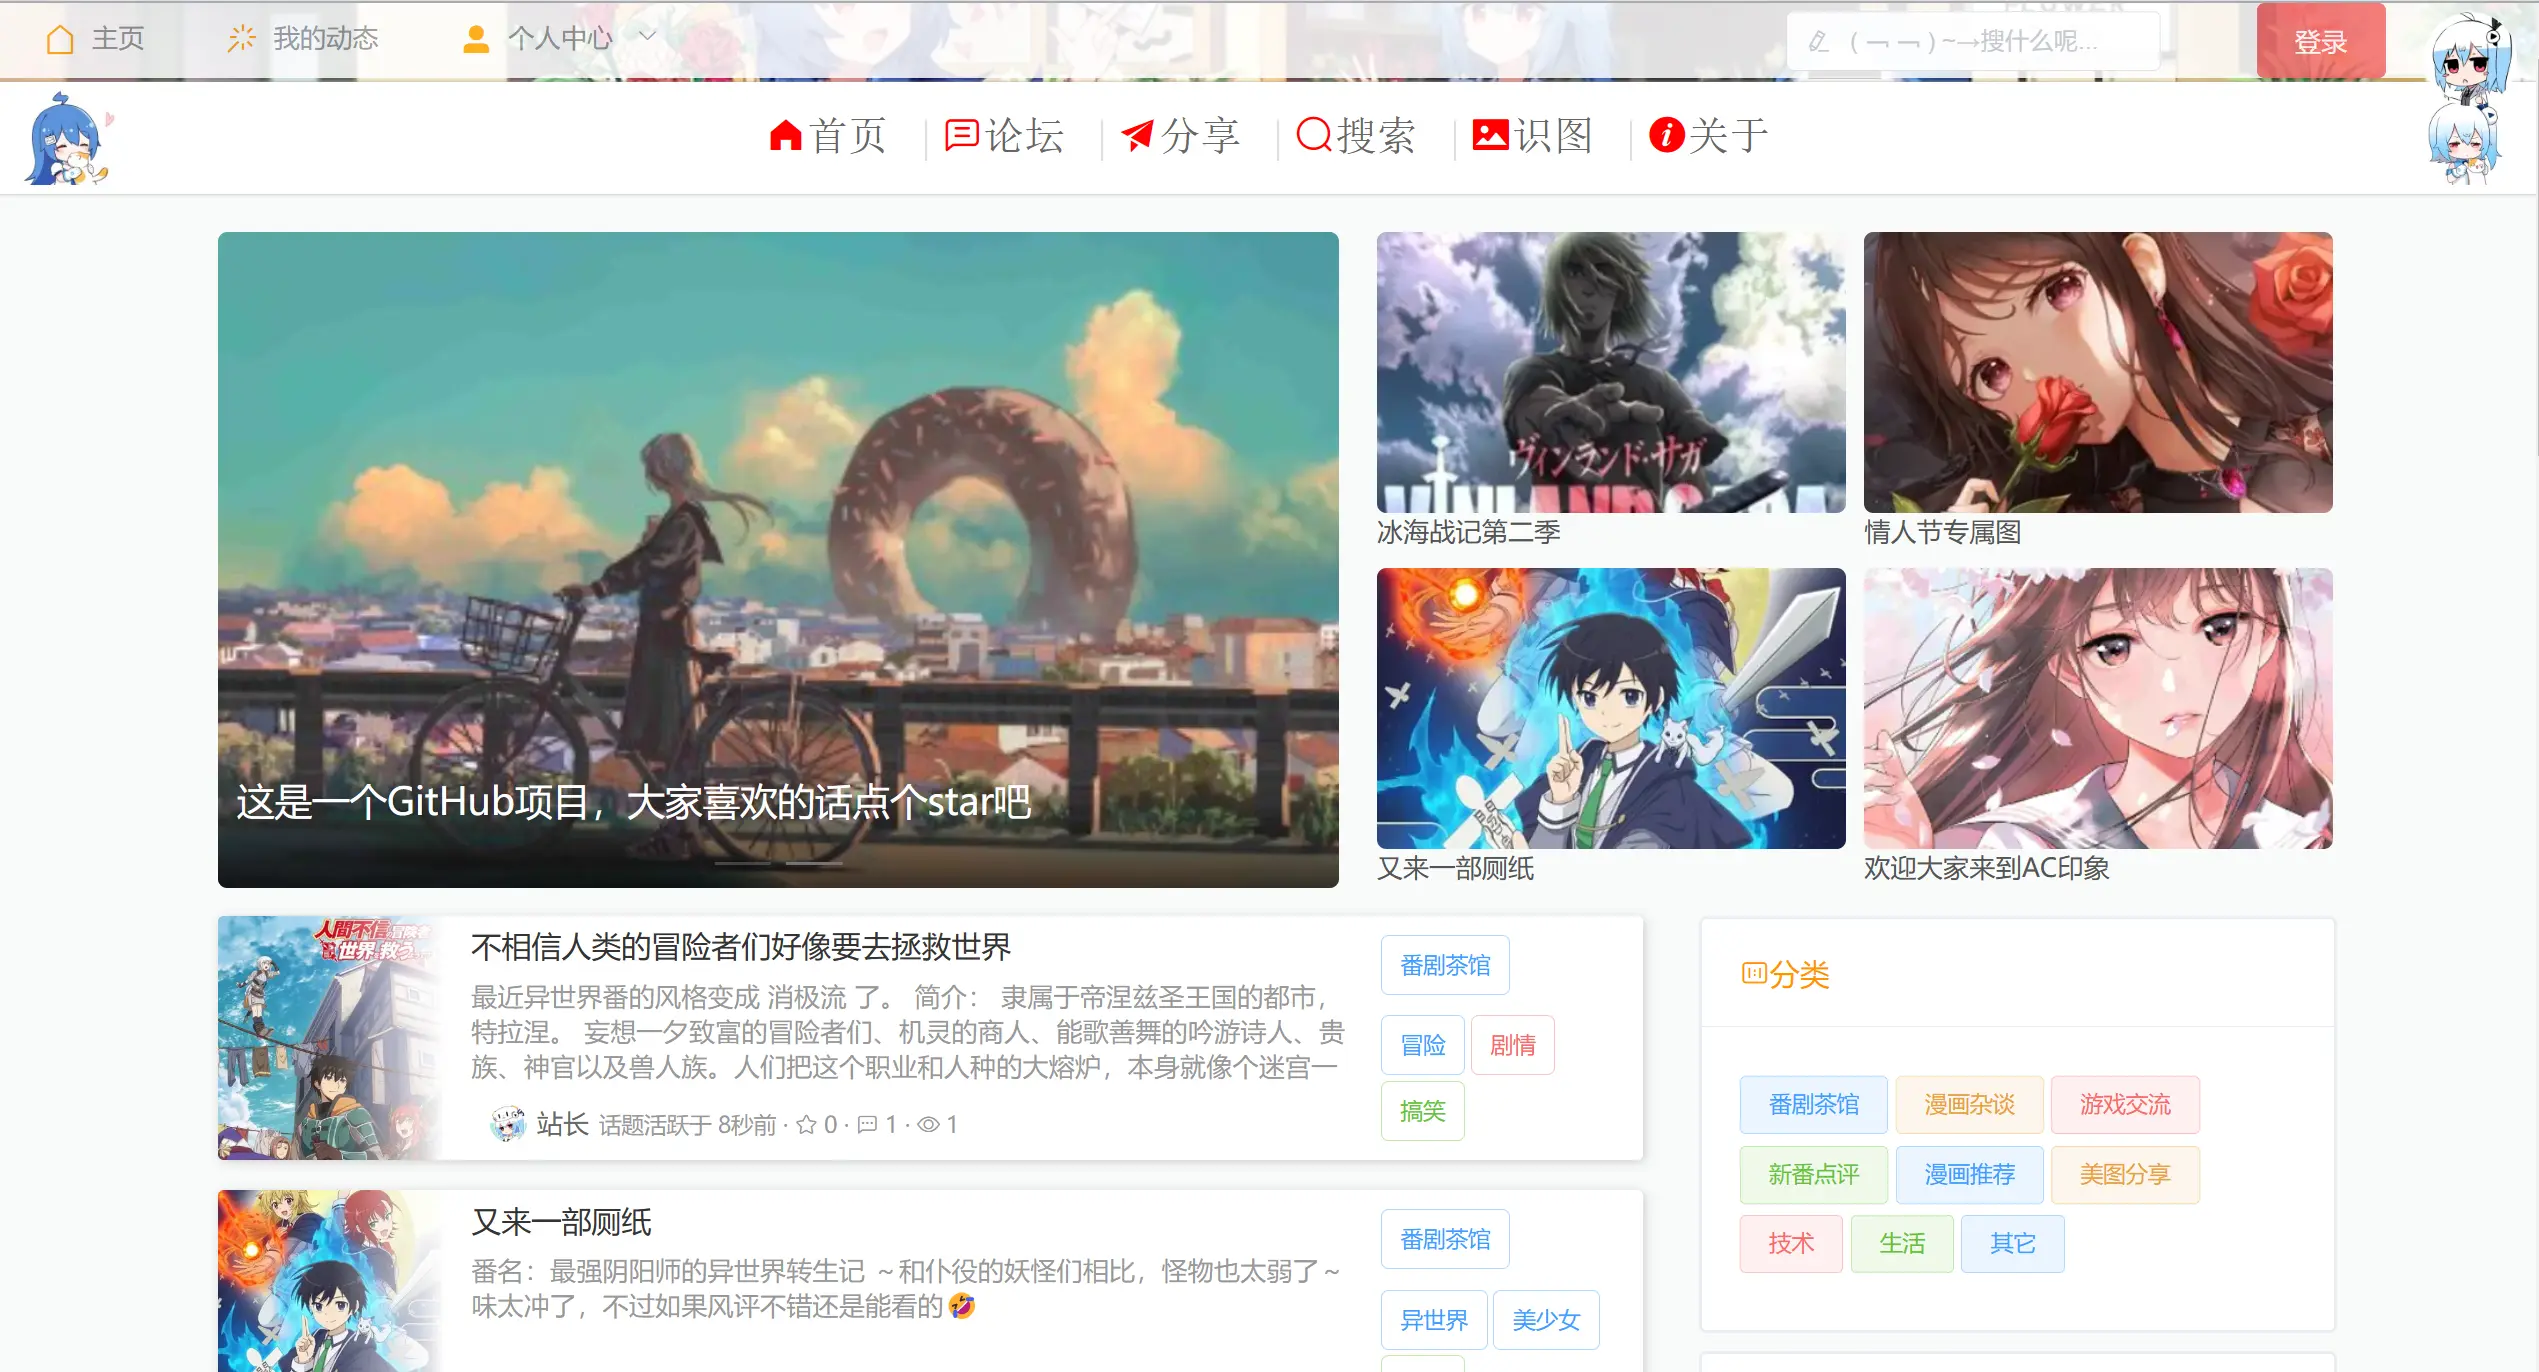 主页
我的动态
个人中心
( ￢ ￢ ) ~→搜什么呢...
登录
首页
论坛
分享
搜索
识图
关于
这是一个GitHub项目，大家喜欢的话点个star吧
ヴィンランド・サガ
冰海战记第二季
情人节专属图
又来一部厕纸
欢迎大家来到AC印象
人間不信の冒険者
世界を救う
不相信人类的冒险者们好像要去拯救世界
最近异世界番的风格变成 消极流 了。 简介： 隶属于帝涅兹圣王国的都市，
特拉涅。 妄想一夕致富的冒险者们、机灵的商人、能歌善舞的吟游诗人、贵
族、神官以及兽人族。人们把这个职业和人种的大熔炉，本身就像个迷宫一
站长 话题活跃于 8秒前 · 0 · 1 · 1
番剧茶馆
冒险 剧情
搞笑
又来一部厕纸
番名：最强阴阳师的异世界转生记 ～和仆役的妖怪们相比，怪物也太弱了～
味太冲了，不过如果风评不错还是能看的🤣
番剧茶馆
异世界 美少女
分类
番剧茶馆 漫画杂谈 游戏交流
新番点评 漫画推荐 美图分享
技术 生活 其它